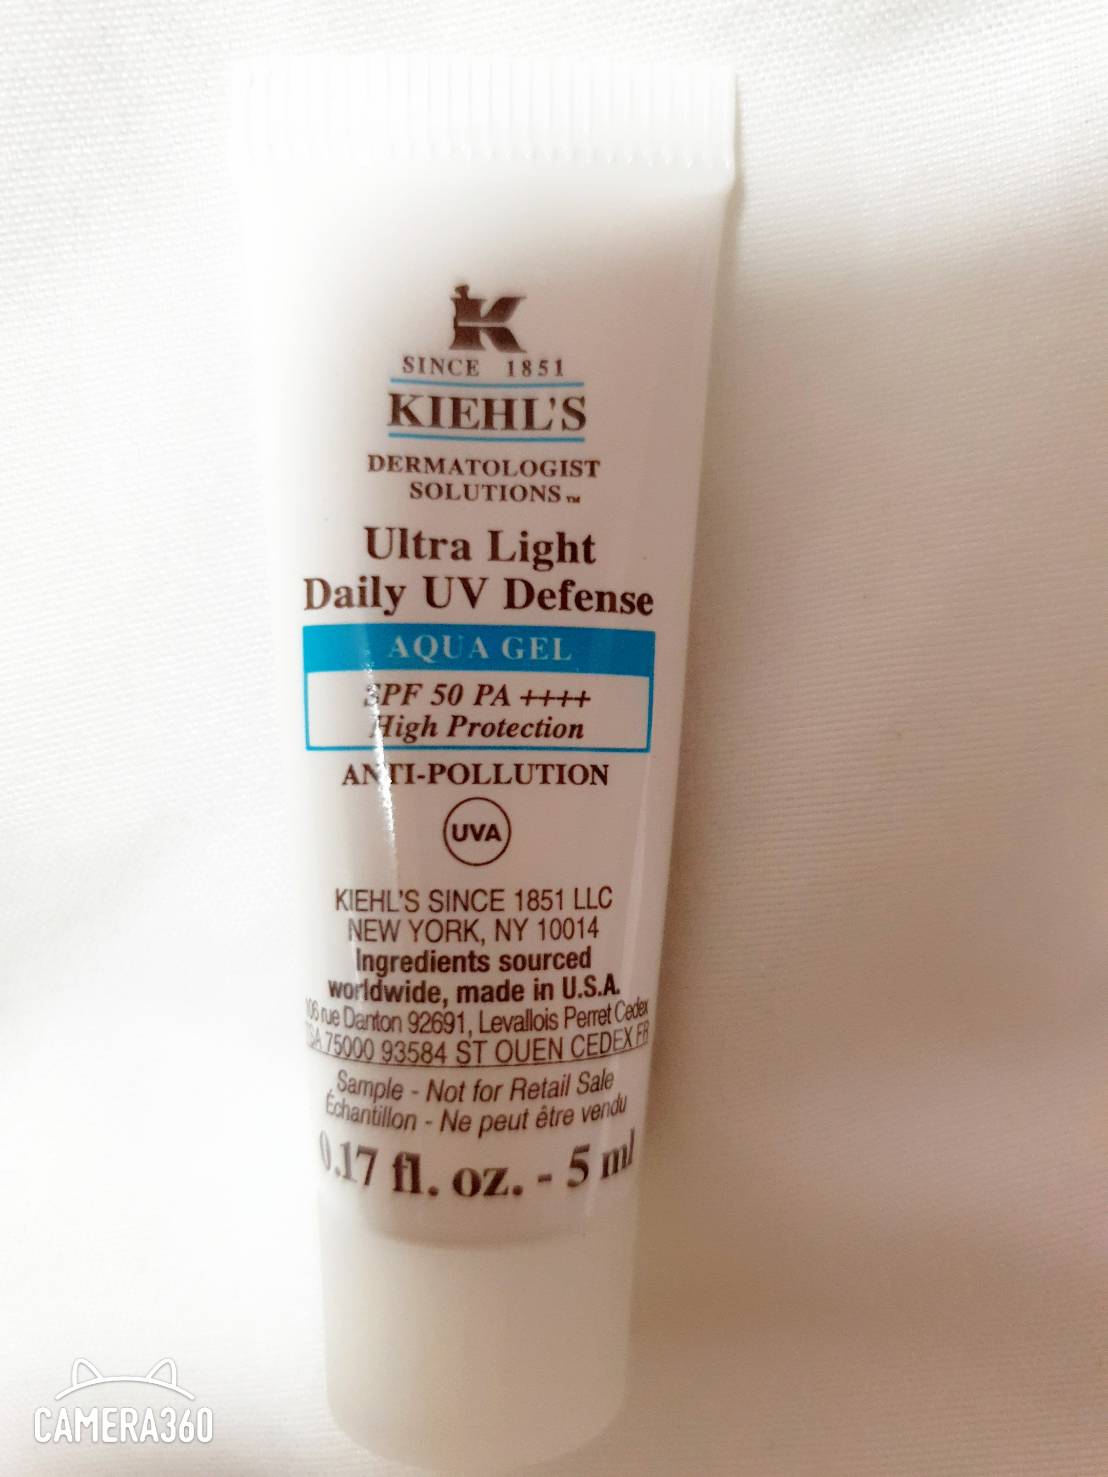 K
SINCE 1851
KIEHL'S
DERMATOLOGIST
SOLUTIONS™
Ultra Light
Daily UV Defense
AQUA GEL
SPF 50 PA ++++
High Protection
ANTI-POLLUTION
UVA
KIEHL'S SINCE 1851 LLC
NEW YORK, NY 10014
Ingredients sourced
worldwide, made in U.S.A.
106 rue Danton 92691, Levallois Perret Cedex
TSA 75000 93584 ST OUEN CEDEX FR
Sample - Not for Retail Sale
Échantillon - Ne peut être vendu
0.17 fl. oz. - 5 ml
CAMERA360